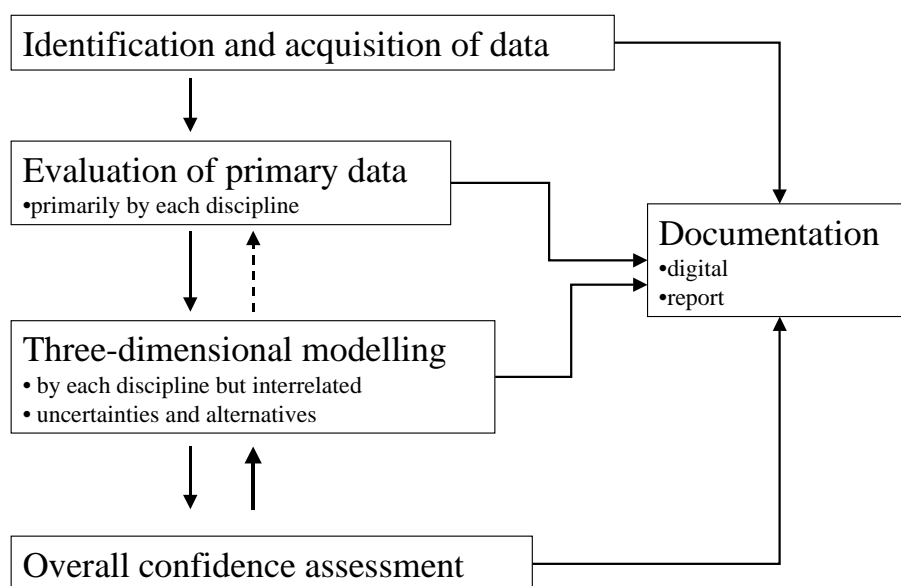 Identification and acquisition of data
Evaluation of primary data
•primarily by each discipline
Documentation
•digital
•report
Three-dimensional modelling
• by each discipline but interrelated
• uncertainties and alternatives
Overall confidence assessment